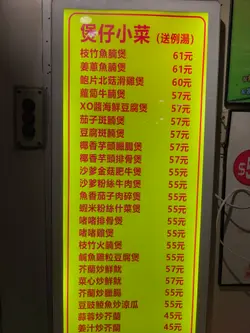 煲仔小菜（送例湯）
枝竹魚腩煲 61元
姜蔥魚腩煲 61元
鮑片北菇滑雞煲 60元
蘿蔔牛腩煲 57元
XO醬海鮮豆腐煲 57元
茄子斑腩煲 57元
豆腐斑腩煲 57元
椰香芋頭油鴨煲 57元
椰香芋頭排骨煲 57元
沙爹金菇肥牛煲 55元
沙爹粉絲牛肉煲 55元
魚香茄子肉碎煲 55元
蝦米粉絲什菜煲 55元
啫啫排骨煲 55元
啫啫雞煲 55元
枝竹火腩煲 55元
鹹魚雞粒豆腐煲 55元
芥蘭炒鮮魷 57元
菜心炒鮮魷 57元
芥蘭炒臘腸 55元
豆豉鯪魚炒涼瓜 55元
蒜蓉炒芥蘭 45元
姜汁炒芥蘭 45元